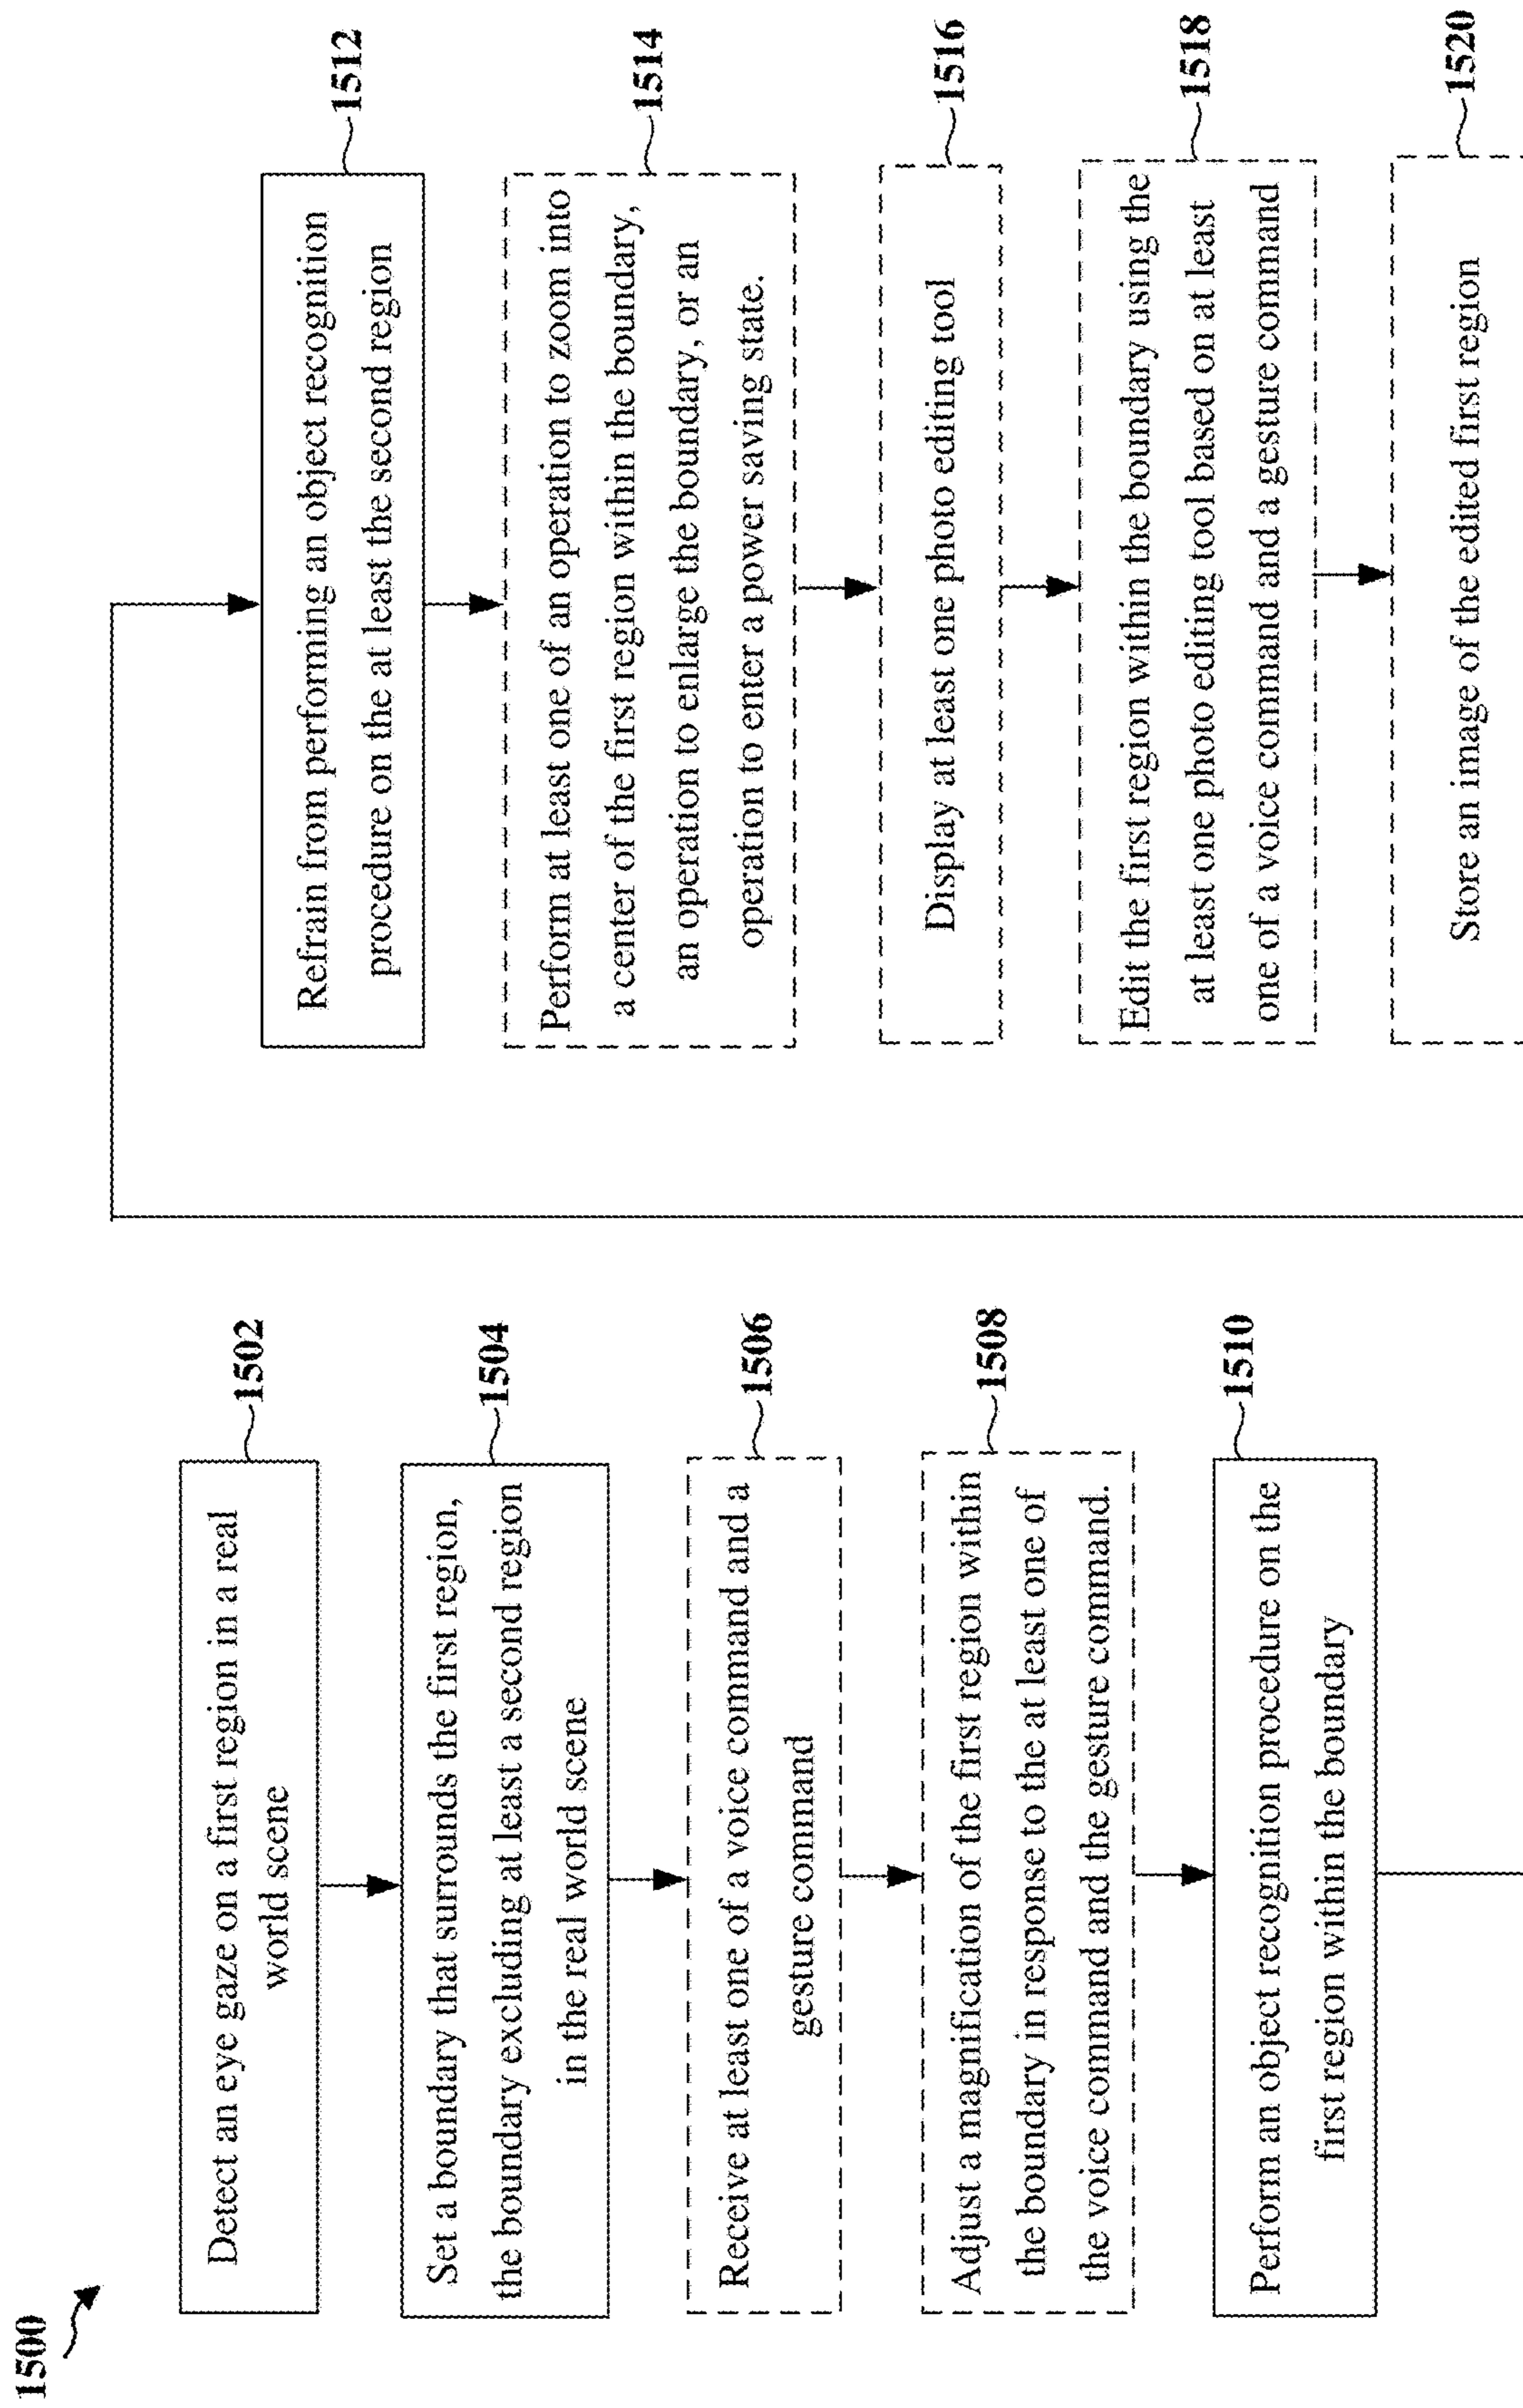 1500
Detect an eye gaze on a first region in a real
world scene
1502
Set a boundary that surrounds the first region,
the boundary excluding at least a second region
in the real world scene
1504
Receive at least one of a voice command and a
gesture command
1506
Adjust a magnification of the first region within
the boundary in response to the at least one of
the voice command and the gesture command.
1508
Perform an object recognition procedure on the
first region within the boundary
1510
Refrain from performing an object recognition
procedure on the at least the second region
1512
Perform at least one of an operation to zoom into
a center of the first region within the boundary,
an operation to enlarge the boundary, or an
operation to enter a power saving state.
1514
Display at least one photo editing tool
1516
Edit the first region within the boundary using the
at least one photo editing tool based on at least
one of a voice command and a gesture command
1518
Store an image of the edited first region
1520